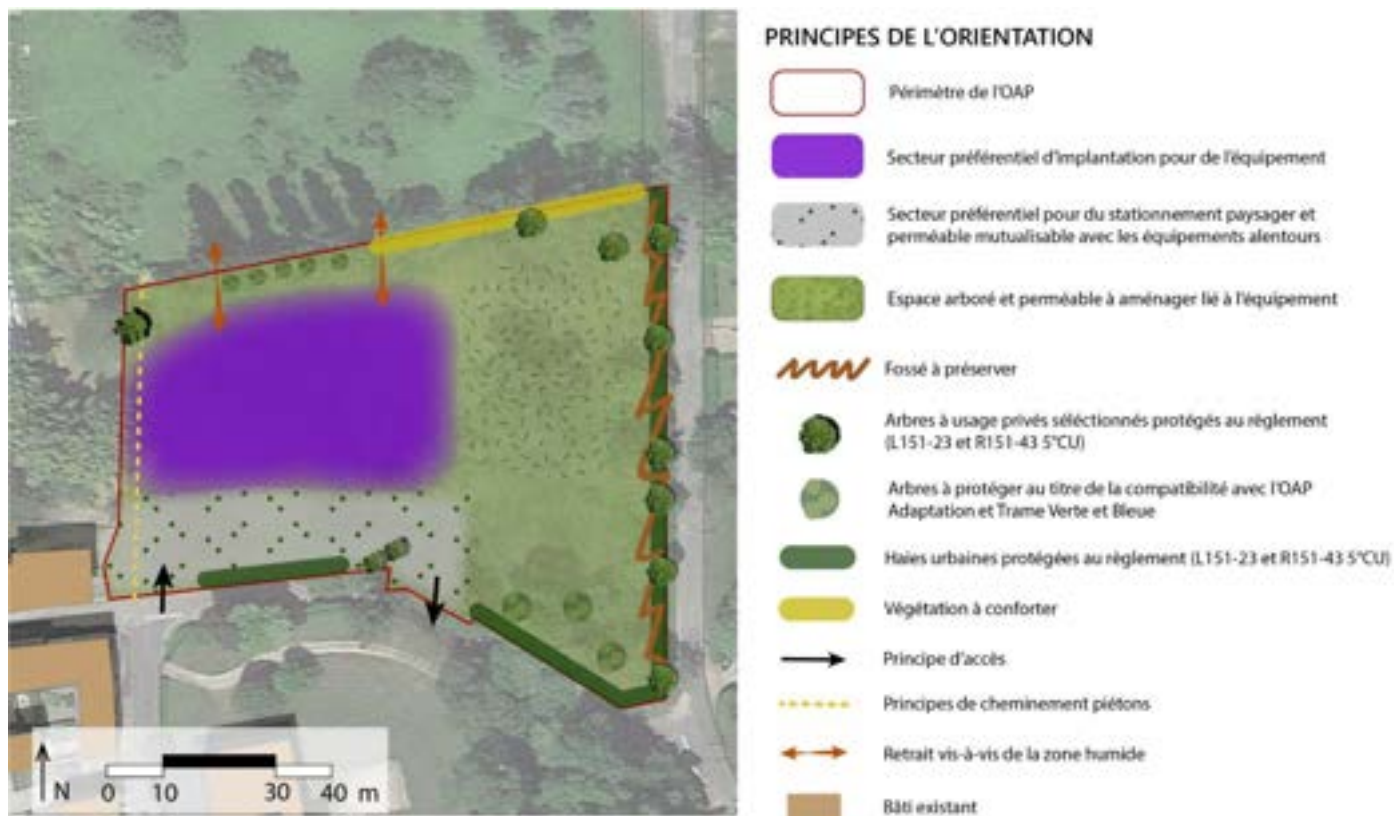 PRINCIPES DE L'ORIENTATION
Périmètre de l'OAP
Secteur préférentiel d'implantation pour de l'équipement
Secteur préférentiel pour du stationnement paysager et
perméable mutualisable avec les équipements alentours
Espace arboré et perméable à aménager lié à l'équipement
Fossé à préserver
Arbres à usage privés séléctionnés protégés au règlement
(L151-23 et R151-43 5°CU)
Arbres à protéger au titre de la compatibilité avec l'OAP
Adaptation et Trame Verte et Bleue
Haies urbaines protégées au règlement (L151-23 et R151-43 5°CU)
Végétation à conforter
Principe d'accès
Principes de cheminement piétons
Retrait vis-à-vis de la zone humide
Bâti existant
N 0 10 30 40 m